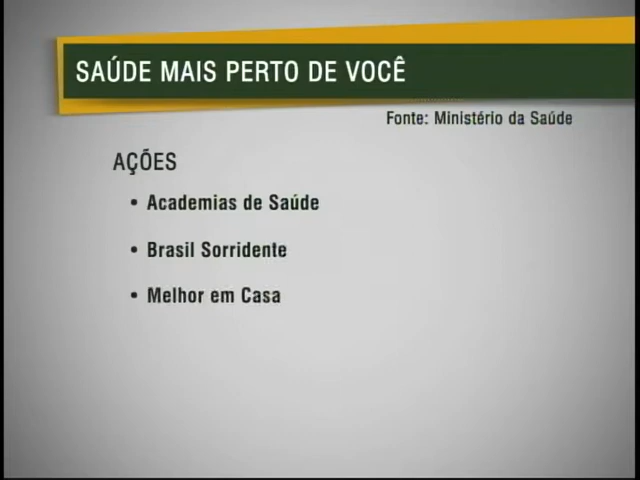 SAÚDE MAIS PERTO DE VOCÊ
Fonte: Ministério da Saúde
AÇÕES
• Academias de Saúde
• Brasil Sorridente
• Melhor em Casa